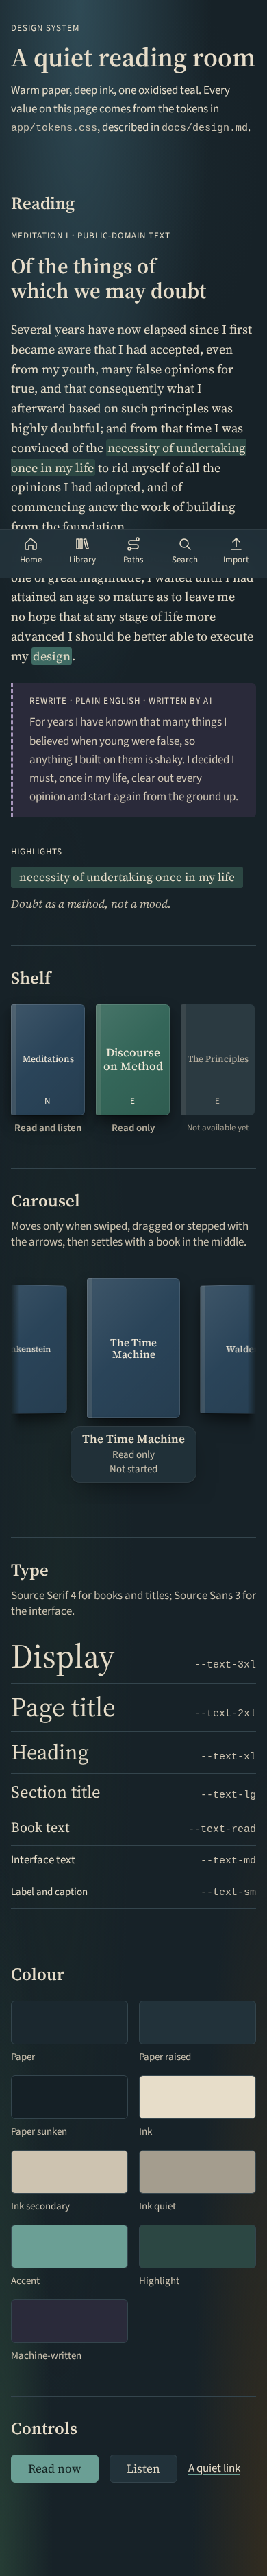 DESIGN SYSTEM
A quiet reading room
Warm paper, deep ink, one oxidised teal. Every
value on this page comes from the tokens in
app/tokens.css, described in docs/design.md.
Reading
MEDITATION I · PUBLIC-DOMAIN TEXT
Of the things of
which we may doubt
Several years have now elapsed since I first
became aware that I had accepted, even
from my youth, many false opinions for
true, and that consequently what I
afterward based on such principles was
highly doubtful; and from that time I was
convinced of the necessity of undertaking
once in my life to rid myself of all the
opinions I had adopted, and of
commencing anew the work of building
from the foundation
Home
Library
Paths
Search
Import
one of great magnitude, I waited until I had
attained an age so mature as to leave me
no hope that at any stage of life more
advanced I should be better able to execute
my design.
REWRITE · PLAIN ENGLISH · WRITTEN BY AI
For years I have known that many things I
believed when young were false, so
anything I built on them is shaky. I decided I
must, once in my life, clear out every
opinion and start again from the ground up.
HIGHLIGHTS
necessity of undertaking once in my life
Doubt as a method, not a mood.
Shelf
Meditations
N
Read and listen
Discourse
on Method
E
Read only
The Principles
E
Not available yet
Carousel
Moves only when swiped, dragged or stepped with
the arrows, then settles with a book in the middle.
nkenstein
The Time
Machine
Walde
The Time Machine
Read only
Not started
Type
Source Serif 4 for books and titles; Source Sans 3 for
the interface.
Display --text-3xl
Page title --text-2xl
Heading --text-xl
Section title --text-lg
Book text --text-read
Interface text --text-md
Label and caption --text-sm
Colour
Paper
Paper raised
Paper sunken
Ink
Ink secondary
Ink quiet
Accent
Highlight
Machine-written
Controls
Read now
Listen
A quiet link